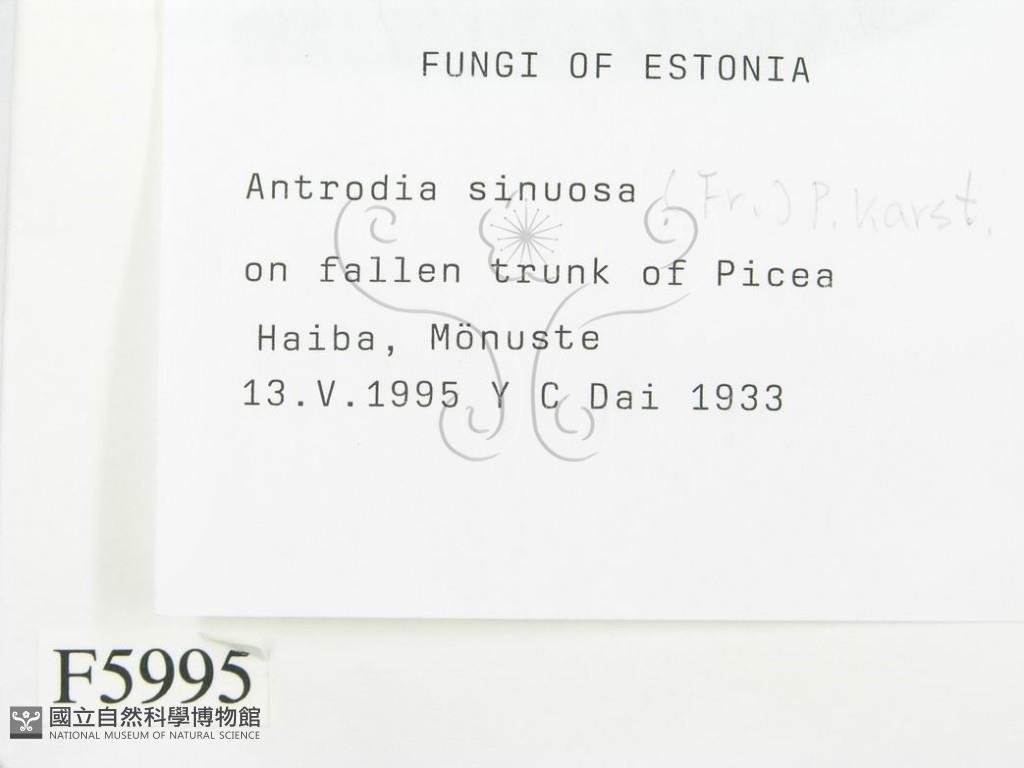 FUNGI OF ESTONIA
Antrodia sinuosa (Fr.) P. Karst.
on fallen trunk of Picea
Haiba, Mönuste
13.V.1995 Y C Dai 1933
F5995
國立自然科學博物館
NATIONAL MUSEUM OF NATURAL SCIENCE